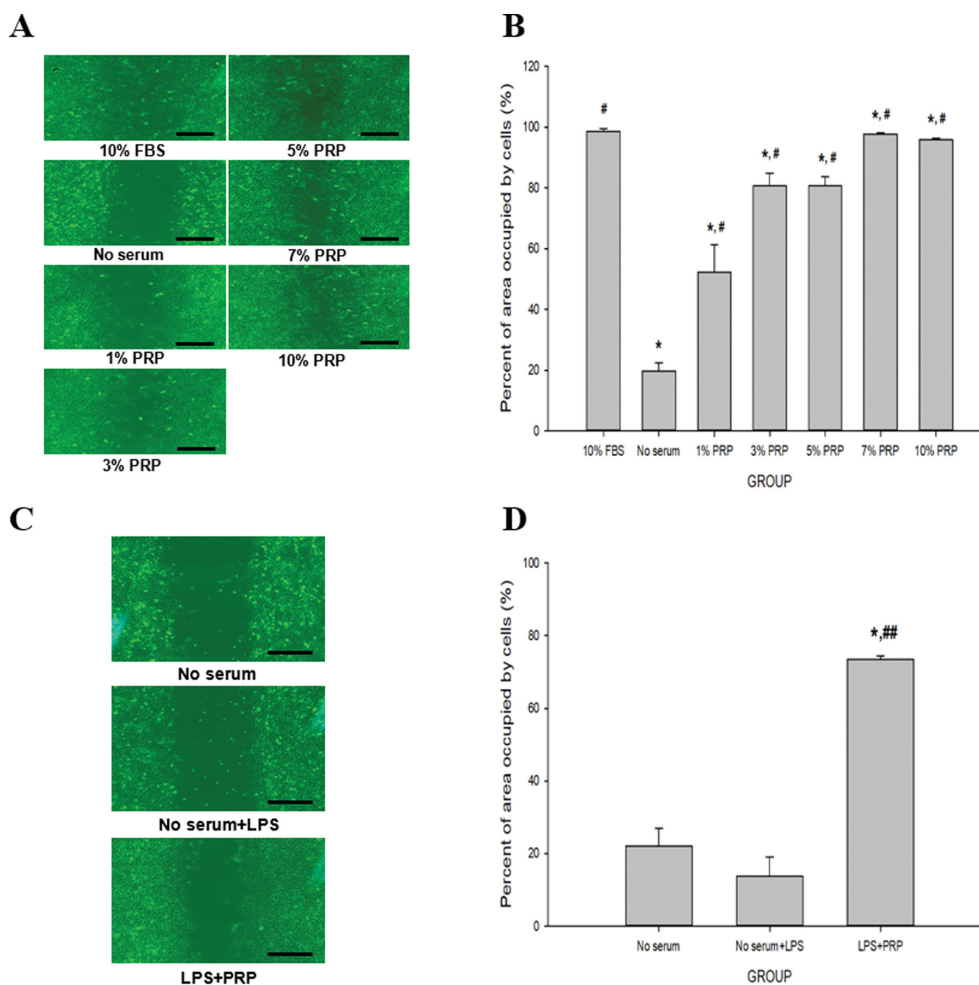 A
10% FBS
5% PRP
No serum
7% PRP
1% PRP
10% PRP
3% PRP
B
Percent of area occupied by cells (%)
120
100
80
60
40
20
0
#
*
*, #
*, #
*, #
*, #
*, #
10% FBS No serum 1% PRP 3% PRP 5% PRP 7% PRP 10% PRP
GROUP
C
No serum
No serum+LPS
LPS+PRP
D
Percent of area occupied by cells (%)
100
80
60
40
20
0
*,##
No serum No serum+LPS LPS+PRP
GROUP